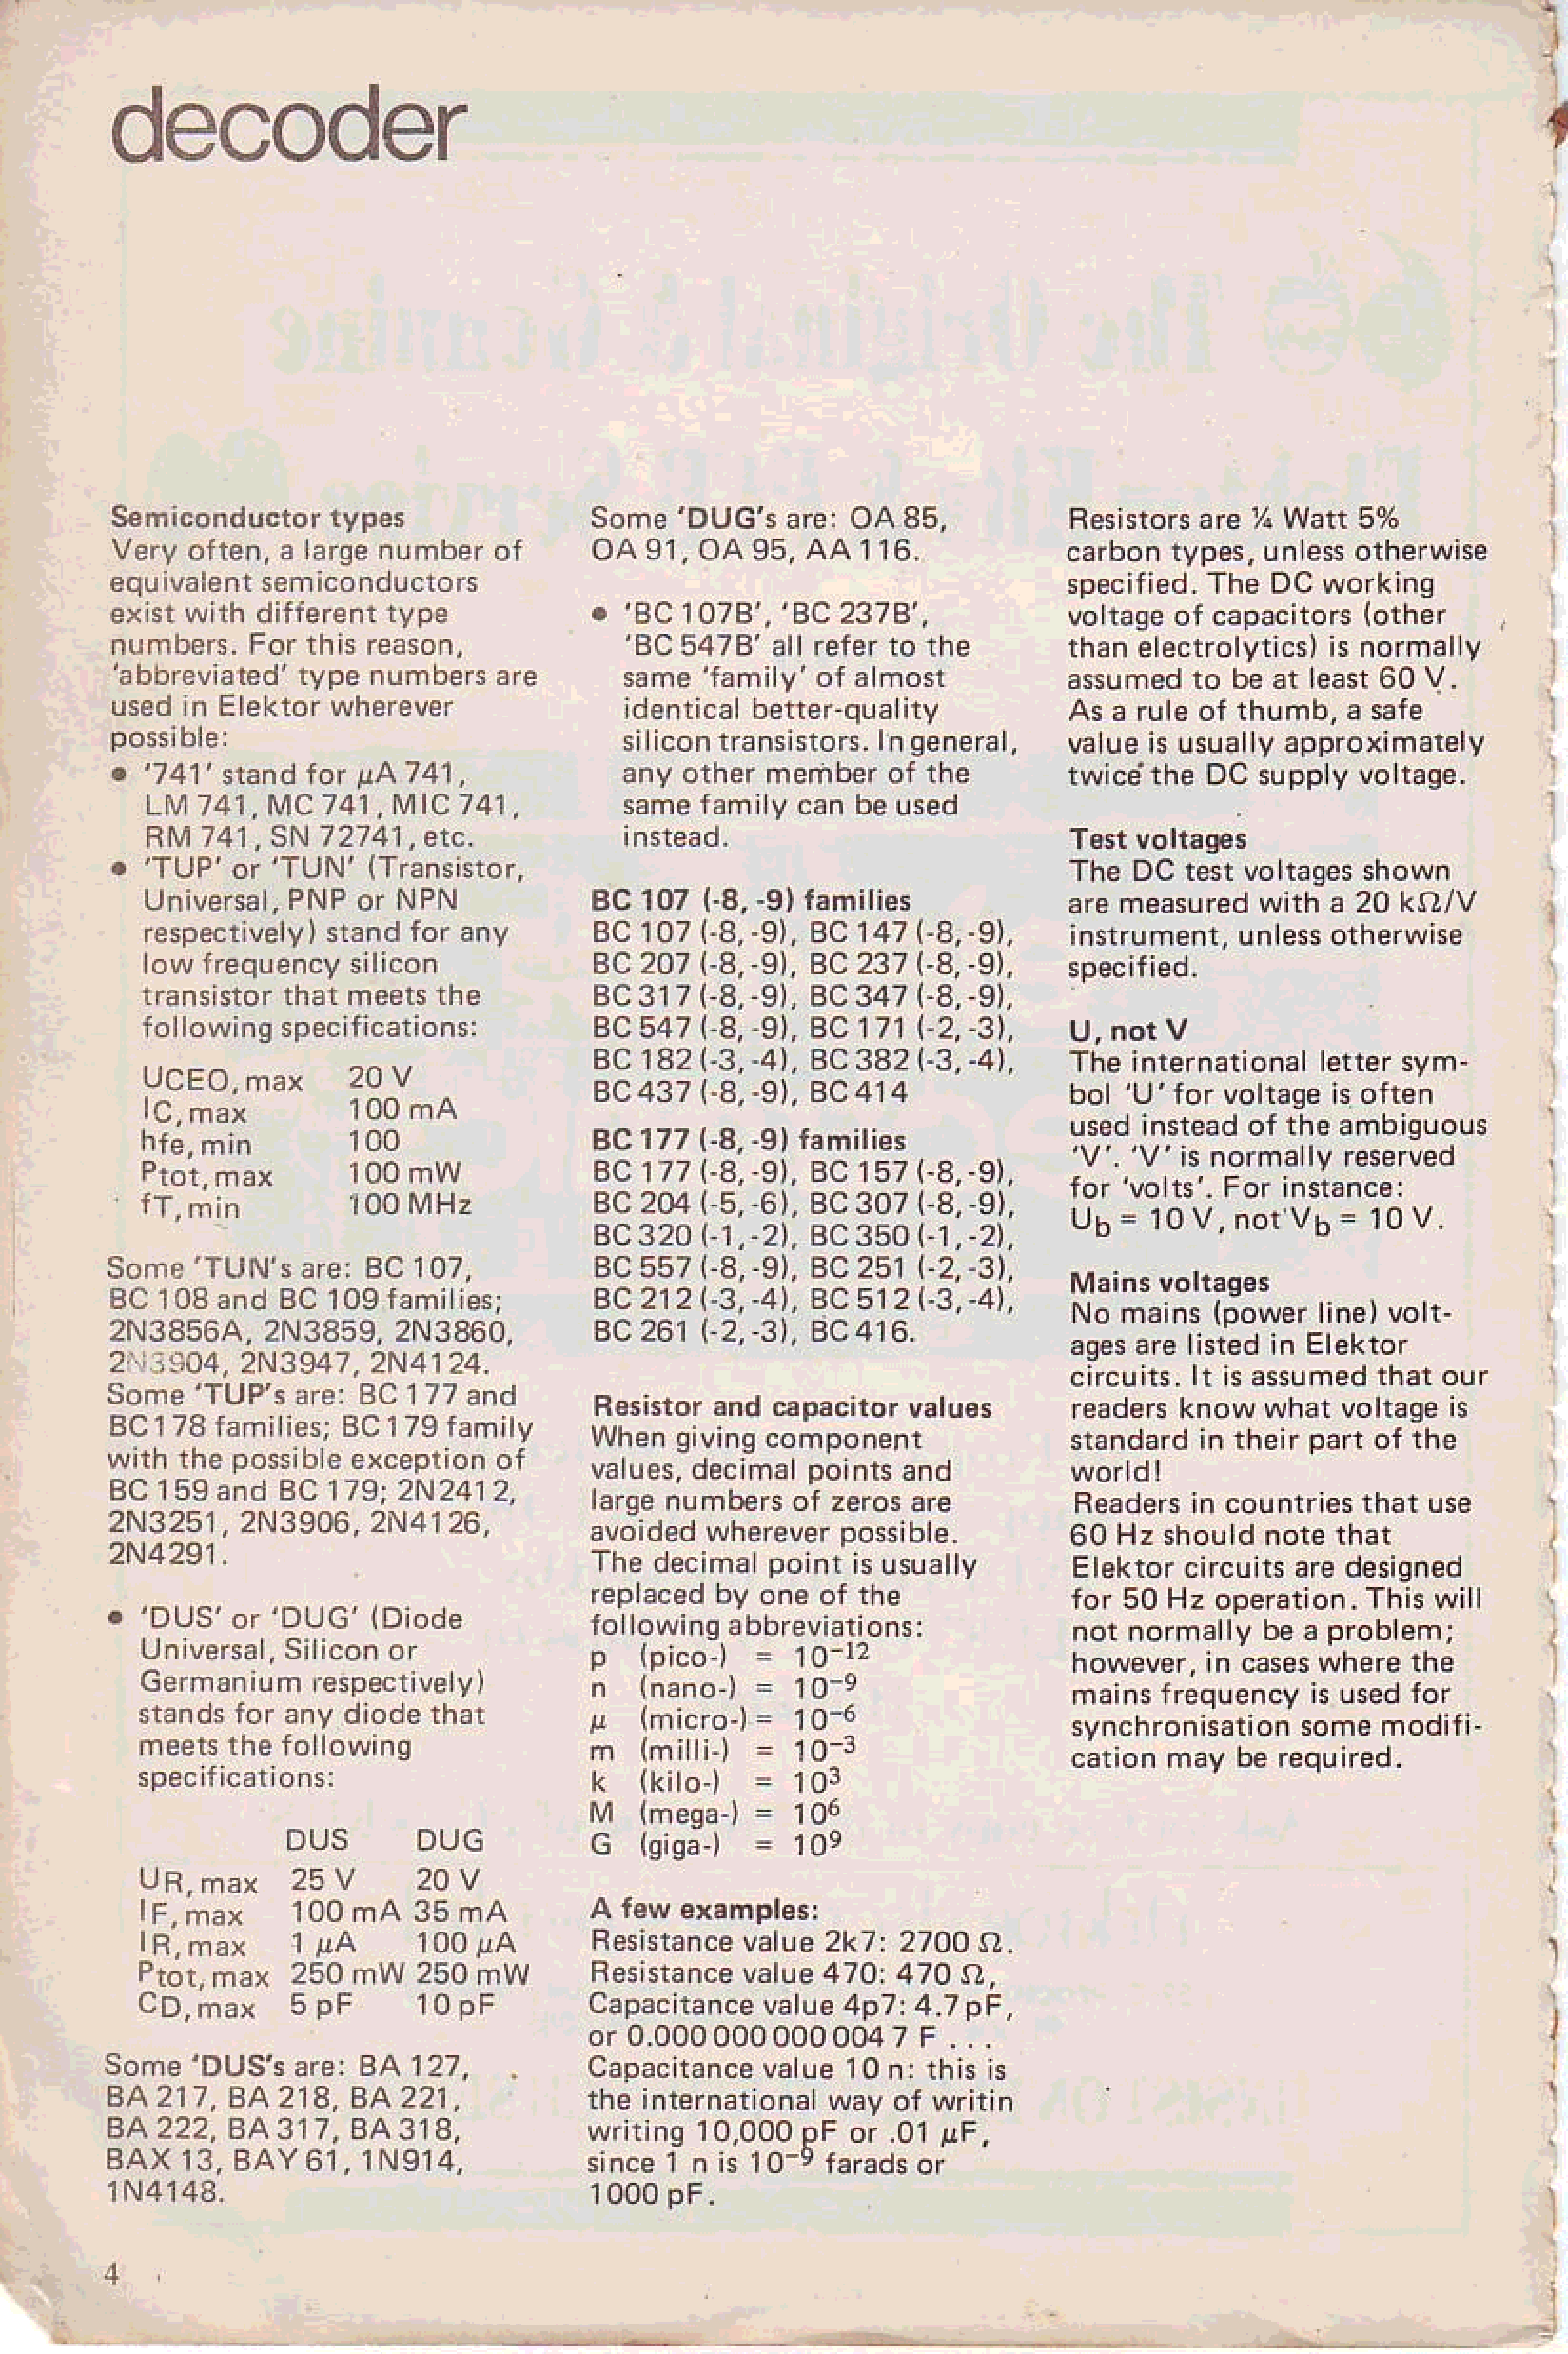 decoder
Semiconductor types
Very often, a large number of
equivalent semiconductors
exist with different type
numbers. For this reason,
'abbreviated' type numbers are
used in Elektor wherever
possible:
• '741' stand for µA 741,
LM 741, MC 741, MIC 741,
RM 741, SN 72741, etc.
• 'TUP' or 'TUN' (Transistor,
Universal, PNP or NPN
respectively) stand for any
low frequency silicon
transistor that meets the
following specifications:
UCEO, max 20 V
IC, max 100 mA
hfe, min 100
Ptot, max 100 mW
fT, min 100 MHz
Some 'TUN's are: BC 107,
BC 108 and BC 109 families;
2N3856A, 2N3859, 2N3860,
2N3904, 2N3947, 2N4124.
Some 'TUP's are: BC 177 and
BC 178 families; BC 179 family
with the possible exception of
BC 159 and BC 179; 2N2412,
2N3251, 2N3906, 2N4126,
2N4291.
• 'DUS' or 'DUG' (Diode
Universal, Silicon or
Germanium respectively)
stands for any diode that
meets the following
specifications:
DUS DUG
UR, max 25 V 20 V
IF, max 100 mA 35 mA
IR, max 1 µA 100 µA
Ptot, max 250 mW 250 mW
CD, max 5 pF 10 pF
Some 'DUS's are: BA 127,
BA 217, BA 218, BA 221,
BA 222, BA 317, BA 318,
BAX 13, BAY 61, 1N914,
1N4148.
4
Some 'DUG's are: OA 85,
OA 91, OA 95, AA 116.
• 'BC 107B', 'BC 237B',
'BC 547B' all refer to the
same 'family' of almost
identical better-quality
silicon transistors. In general,
any other member of the
same family can be used
instead.
BC 107 (-8, -9) families
BC 107 (-8, -9), BC 147 (-8, -9),
BC 207 (-8, -9), BC 237 (-8, -9),
BC 317 (-8, -9), BC 347 (-8, -9),
BC 547 (-8, -9), BC 171 (-2, -3),
BC 182 (-3, -4), BC 382 (-3, -4),
BC 437 (-8, -9), BC 414
BC 177 (-8, -9) families
BC 177 (-8, -9), BC 157 (-8, -9),
BC 204 (-5, -6), BC 307 (-8, -9),
BC 320 (-1, -2), BC 350 (-1, -2),
BC 557 (-8, -9), BC 251 (-2, -3),
BC 212 (-3, -4), BC 512 (-3, -4),
BC 261 (-2, -3), BC 416.
Resistor and capacitor values
When giving component
values, decimal points and
large numbers of zeros are
avoided wherever possible.
The decimal point is usually
replaced by one of the
following abbreviations:
p (pico-) = 10⁻¹²
n (nano-) = 10⁻⁹
µ (micro-) = 10⁻⁶
m (milli-) = 10⁻³
k (kilo-) = 10³
M (mega-) = 10⁶
G (giga-) = 10⁹
A few examples:
Resistance value 2k7: 2700 Ω.
Resistance value 470: 470 Ω,
Capacitance value 4p7: 4.7 pF,
or 0.000 000 000 004 7 F . . .
Capacitance value 10 n: this is
the international way of writin
writing 10,000 pF or .01 µF,
since 1 n is 10⁻⁹ farads or
1000 pF.
Resistors are ¼ Watt 5%
carbon types, unless otherwise
specified. The DC working
voltage of capacitors (other
than electrolytics) is normally
assumed to be at least 60 V.
As a rule of thumb, a safe
value is usually approximately
twice the DC supply voltage.
Test voltages
The DC test voltages shown
are measured with a 20 kΩ/V
instrument, unless otherwise
specified.
U, not V
The international letter sym-
bol 'U' for voltage is often
used instead of the ambiguous
'V'. 'V' is normally reserved
for 'volts'. For instance:
Ub = 10 V, not Vb = 10 V.
Mains voltages
No mains (power line) volt-
ages are listed in Elektor
circuits. It is assumed that our
readers know what voltage is
standard in their part of the
world!
Readers in countries that use
60 Hz should note that
Elektor circuits are designed
for 50 Hz operation. This will
not normally be a problem;
however, in cases where the
mains frequency is used for
synchronisation some modifi-
cation may be required.